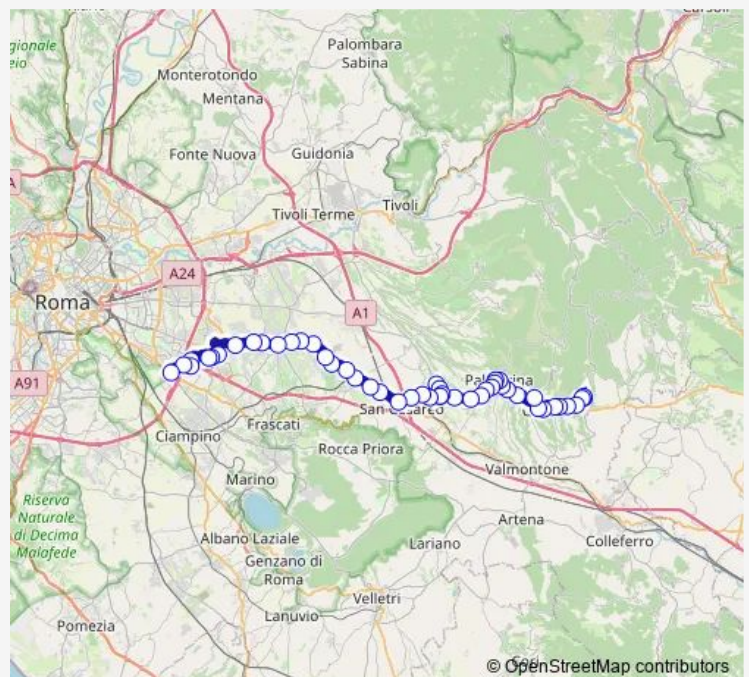 Monterotondo
Palombara
Sabina
Mentana
Fonte Nuova
Guidonia
Tivoli Terme
Tivoli
A24
Roma
A1
A91
San Cesareo
Ciampino
Frascati
Rocca Priora
Marino
Valmontone
Riserva
Naturale
di Decima
Malafede
Albano Laziale
Lariano
Artena
Colleferro
Genzano di
Roma
Velletri
Lanuvio
Pomezia
© OpenStreetMap contributors